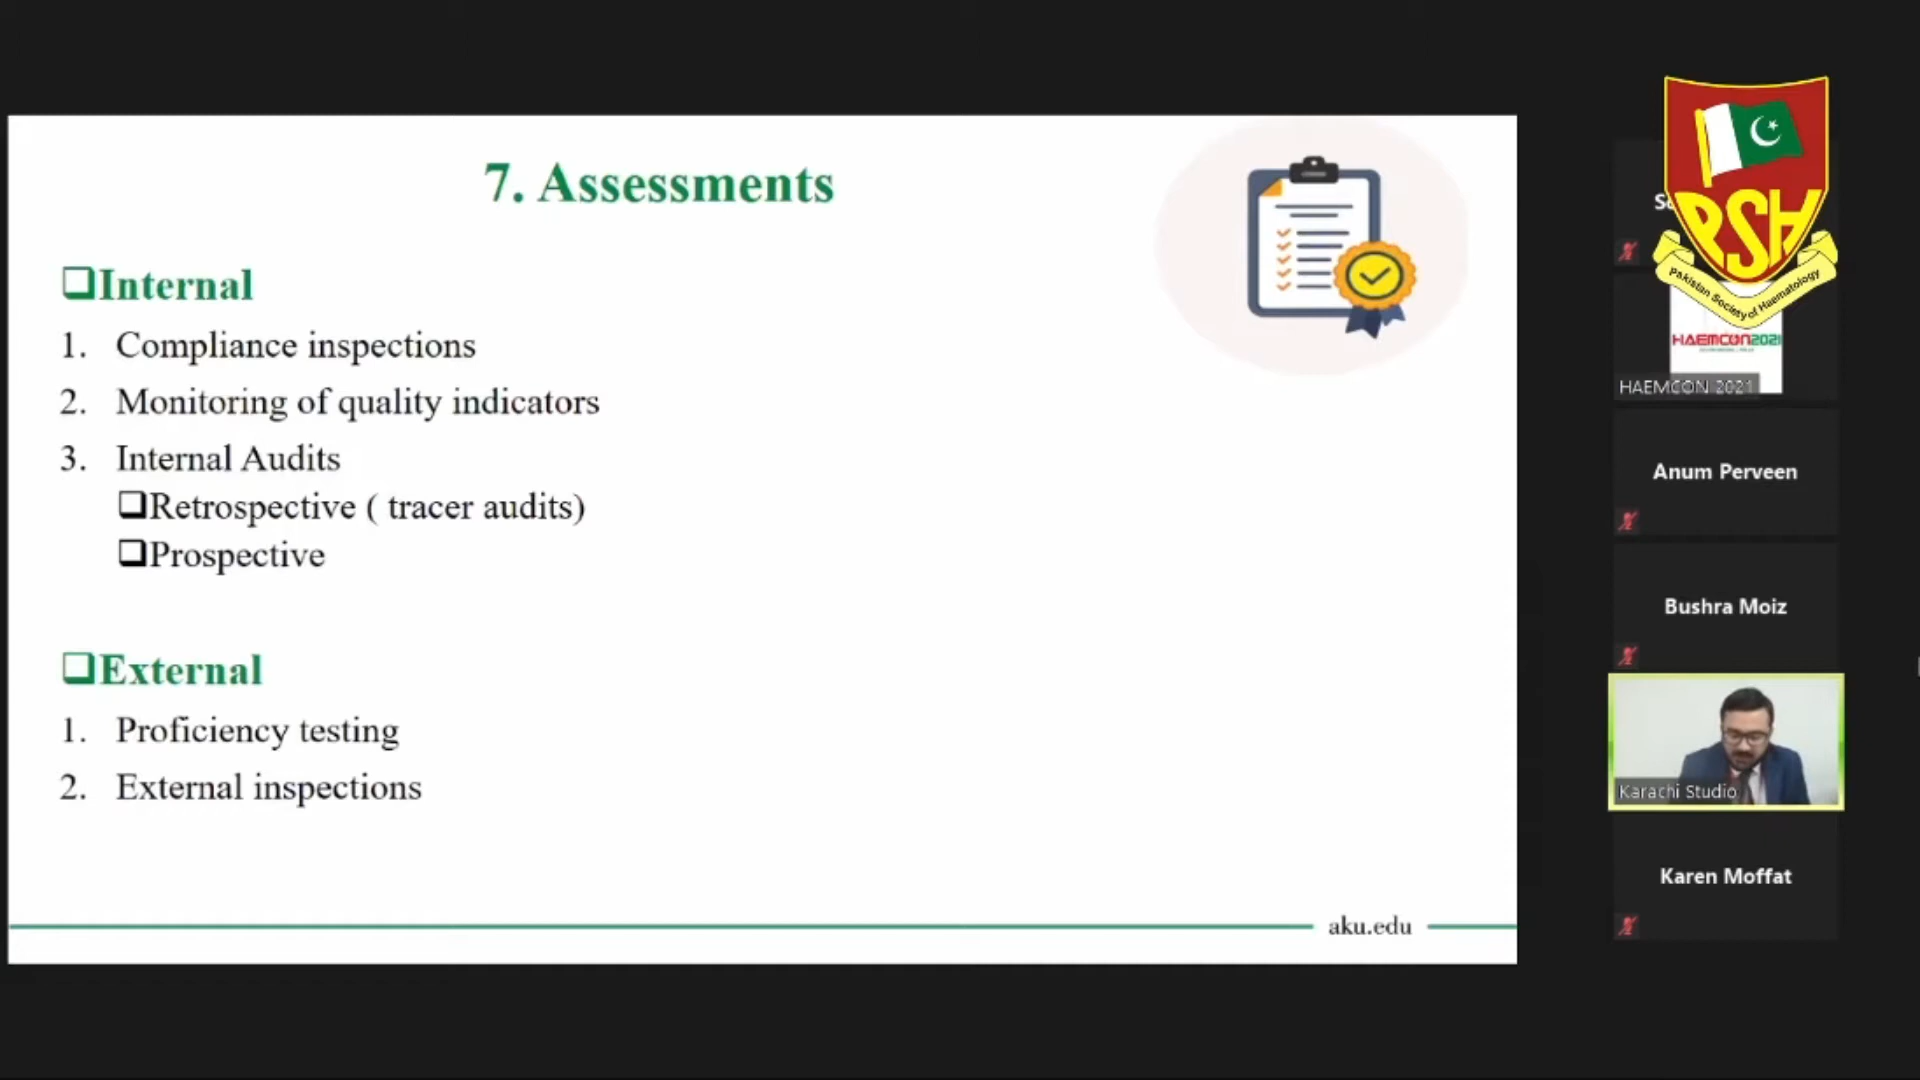 7. Assessments
❑Internal
1. Compliance inspections
2. Monitoring of quality indicators
3. Internal Audits
❑Retrospective ( tracer audits)
❑Prospective
❑External
1. Proficiency testing
2. External inspections
aku.edu
PSH
Pakistan Society of Haematology
HAEMCON2021
HAEMCON 2021
Anum Perveen
Bushra Moiz
Karachi Studio
Karen Moffat